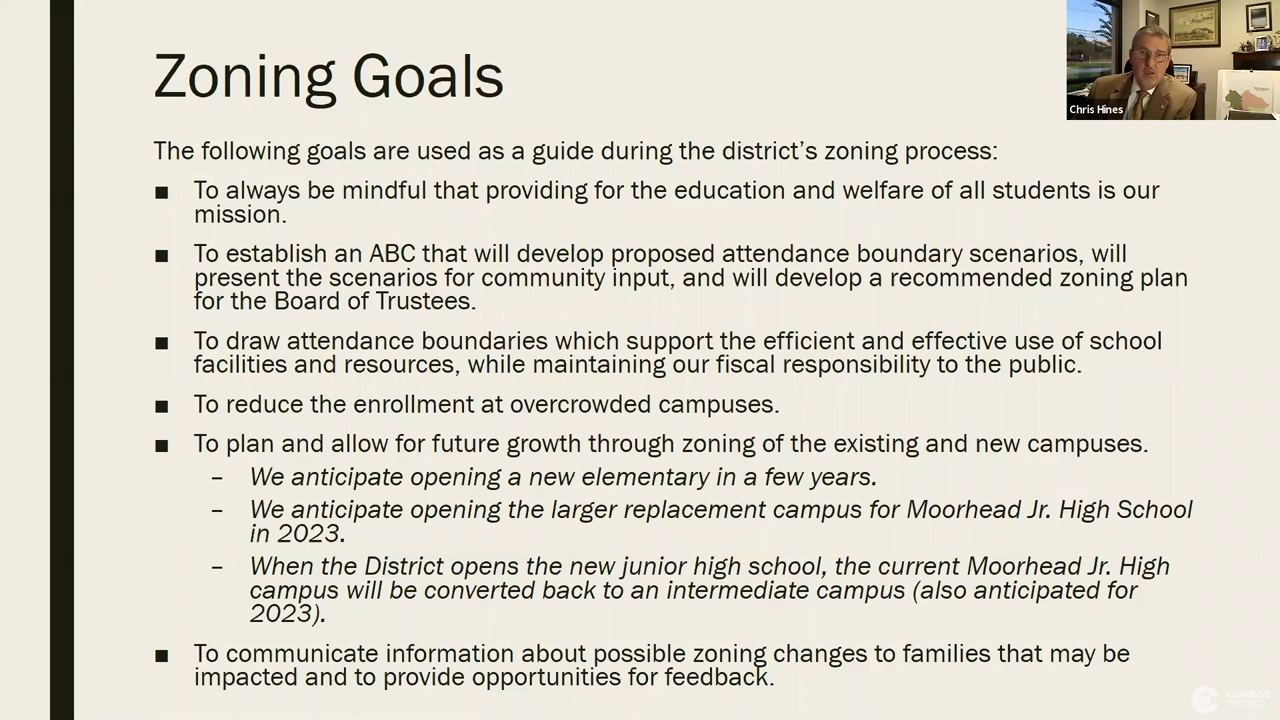 Zoning Goals
Chris Hines
The following goals are used as a guide during the district's zoning process:
■ To always be mindful that providing for the education and welfare of all students is our
mission.
■ To establish an ABC that will develop proposed attendance boundary scenarios, will
present the scenarios for community input, and will develop a recommended zoning plan
for the Board of Trustees.
■ To draw attendance boundaries which support the efficient and effective use of school
facilities and resources, while maintaining our fiscal responsibility to the public.
■ To reduce the enrollment at overcrowded campuses.
■ To plan and allow for future growth through zoning of the existing and new campuses.
– We anticipate opening a new elementary in a few years.
– We anticipate opening the larger replacement campus for Moorhead Jr. High School
in 2023.
– When the District opens the new junior high school, the current Moorhead Jr. High
campus will be converted back to an intermediate campus (also anticipated for
2023).
■ To communicate information about possible zoning changes to families that may be
impacted and to provide opportunities for feedback.
CONROE